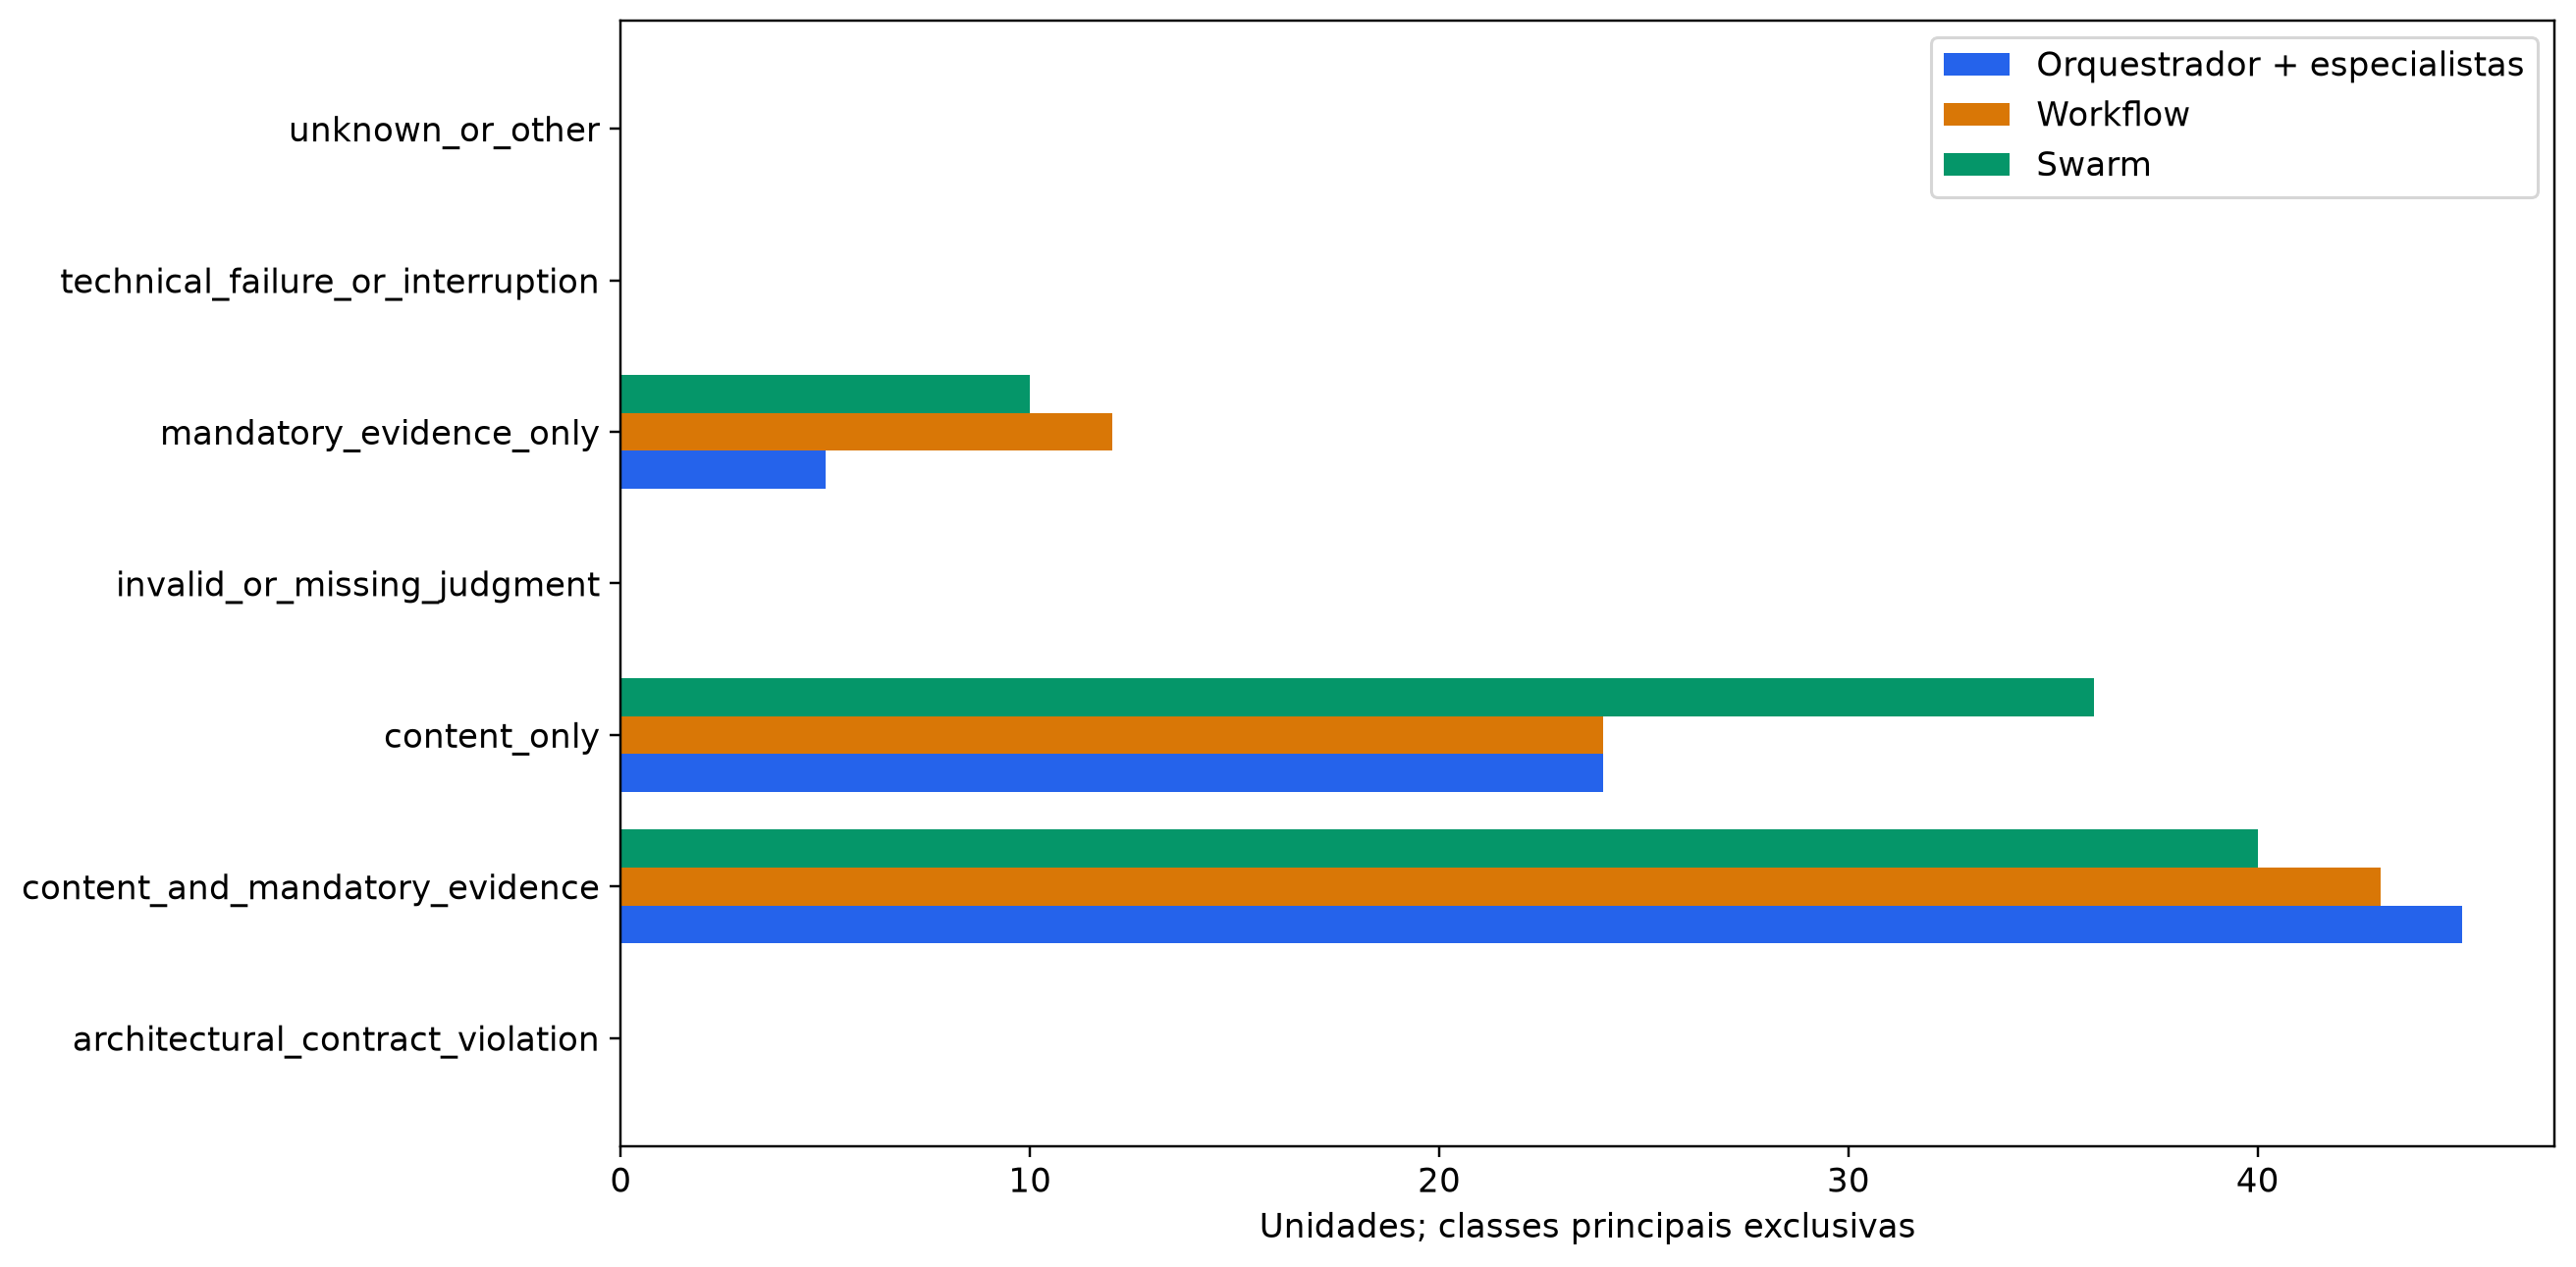 Orquestrador + especialistas
Workflow
Swarm
unknown_or_other
technical_failure_or_interruption
mandatory_evidence_only
invalid_or_missing_judgment
content_only
content_and_mandatory_evidence
architectural_contract_violation
0 10 20 30 40
Unidades; classes principais exclusivas